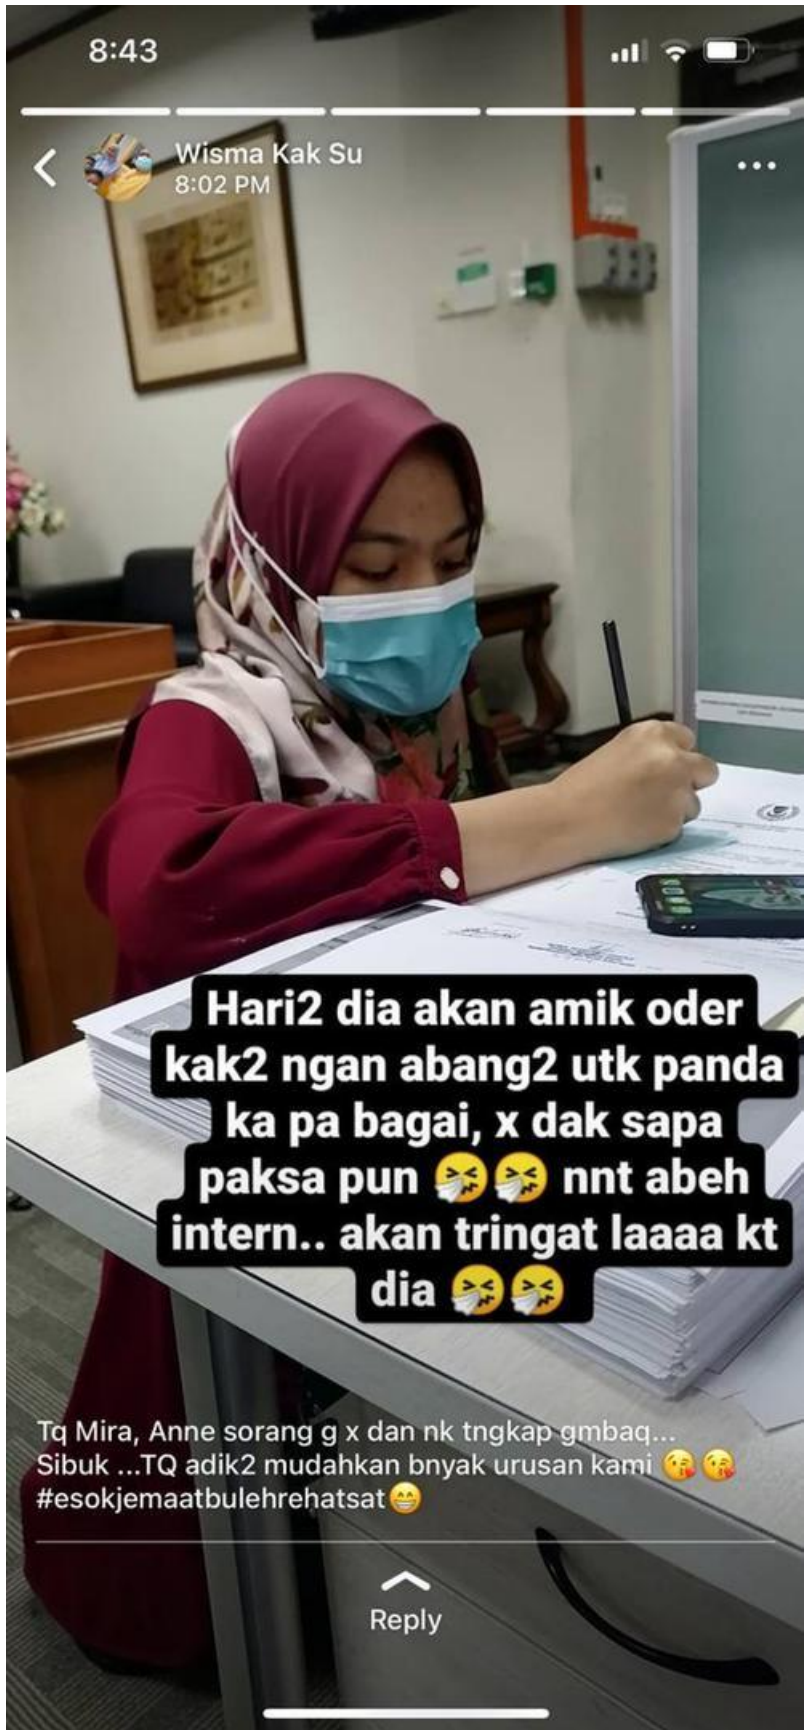 8:43
Wisma Kak Su
8:02 PM
Hari2 dia akan amik oder
kak2 ngan abang2 utk panda
ka pa bagai, x dak sapa
paksa pun 🤧🤧 nnt abeh
intern.. akan tringat laaaa kt
dia 🤧🤧
Tq Mira, Anne sorang g x dan nk tngkap gmbaq...
Sibuk ...TQ adik2 mudahkan bnyak urusan kami 😘😘
#esokjemaatbulehrehatsat😁
Reply